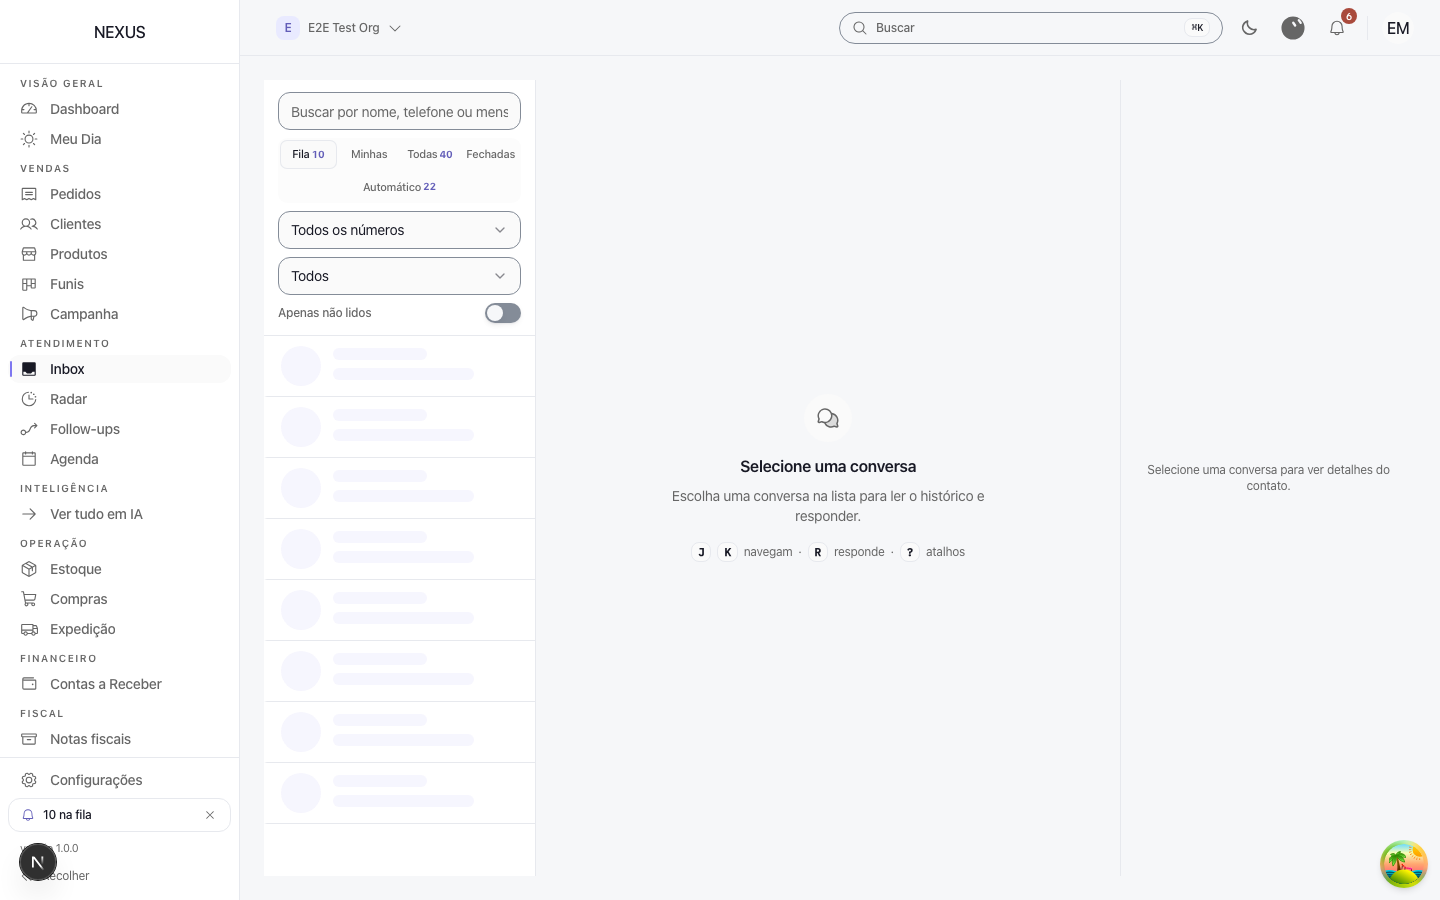 NEXUS
E
E2E Test Org
Buscar
⌘K
6
EM
VISÃO GERAL
Dashboard
Meu Dia
VENDAS
Pedidos
Clientes
Produtos
Funis
Campanha
ATENDIMENTO
Inbox
Radar
Follow-ups
Agenda
INTELIGÊNCIA
Ver tudo em IA
OPERAÇÃO
Estoque
Compras
Expedição
FINANCEIRO
Contas a Receber
FISCAL
Notas fiscais
Configurações
10 na fila
1.0.0
N
Buscar por nome, telefone ou mens
Fila 10
Minhas
Todas 40
Fechadas
Automático 22
Todos os números
Todos
Apenas não lidos
Selecione uma conversa
Escolha uma conversa na lista para ler o histórico e
responder.
J K navegam · R responde · ? atalhos
Selecione uma conversa para ver detalhes do
contato.